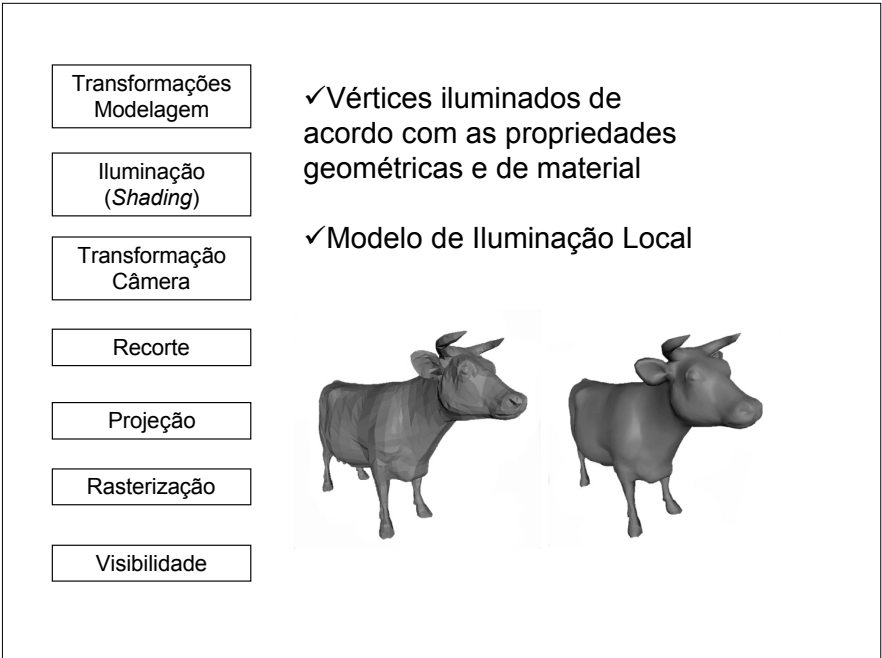 Transformações
Modelagem
Iluminação
(Shading)
Transformação
Câmera
Recorte
Projeção
Rasterização
Visibilidade
✓Vértices iluminados de
acordo com as propriedades
geométricas e de material
✓Modelo de Iluminação Local